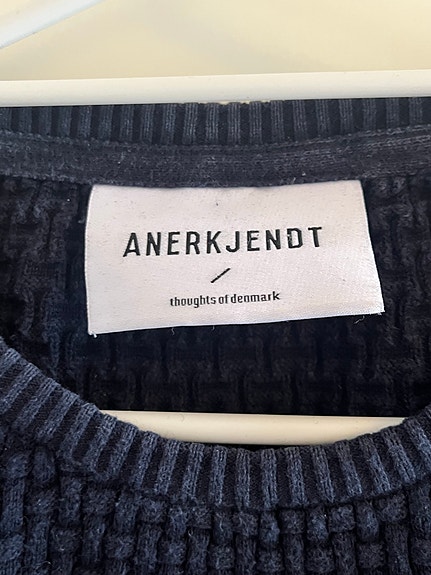 ANERKJENDT
/
thoughts of denmark